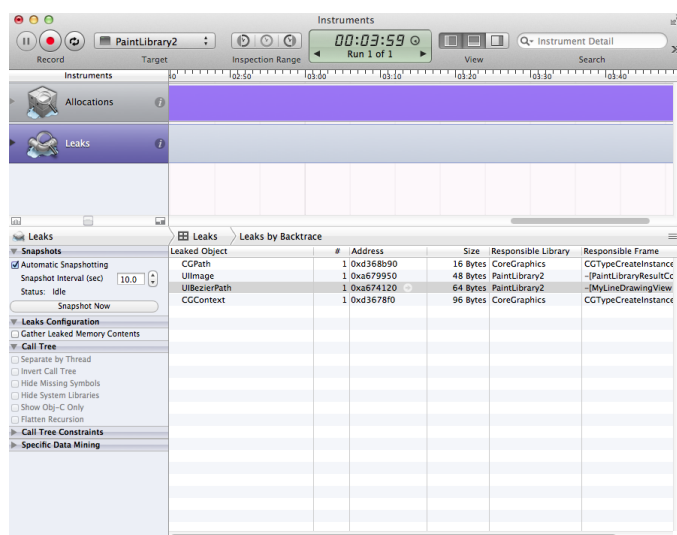 Instruments
PaintLibrary2
00:03:59
Run 1 of 1
Instrument Detail
Record
Target
Inspection Range
View
Search
Instruments
02:50
03:00
03:10
03:20
03:30
03:40
Allocations
Leaks
Leaks
Leaks
Leaks by Backtrace
Snapshots
Automatic Snapshotting
Snapshot Interval (sec) 10.0
Status: Idle
Snapshot Now
Leaks Configuration
Gather Leaked Memory Contents
Call Tree
Separate by Thread
Invert Call Tree
Hide Missing Symbols
Hide System Libraries
Show Obj-C Only
Flatten Recursion
Call Tree Constraints
Specific Data Mining
Leaked Object # Address Size Responsible Library Responsible Frame
CGPath 1 0xd368b90 16 Bytes CoreGraphics CGTypeCreateInstance
UIImage 1 0xa679950 48 Bytes PaintLibrary2 -[PaintLibraryResultCo
UIBezierPath 1 0xa674120 64 Bytes PaintLibrary2 -[MyLineDrawingView
CGContext 1 0xd3678f0 96 Bytes CoreGraphics CGTypeCreateInstance